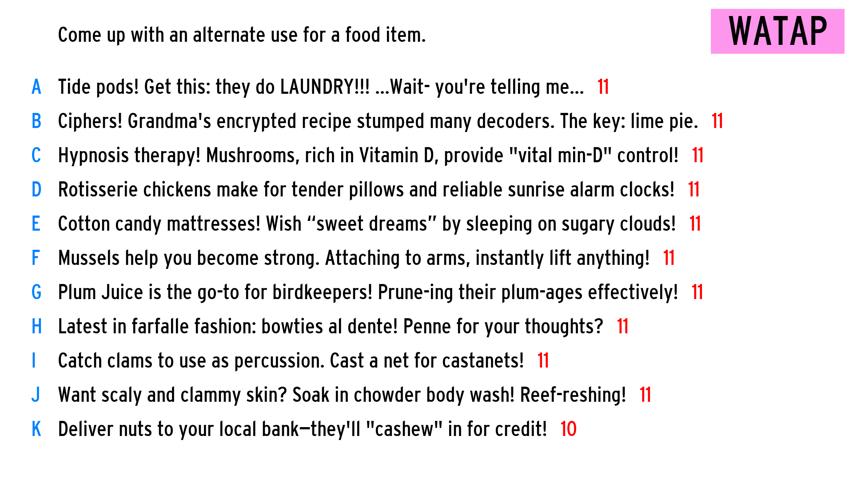 Come up with an alternate use for a food item.
WATAP
A Tide pods! Get this: they do LAUNDRY!!! ...Wait- you're telling me... 11
B Ciphers! Grandma's encrypted recipe stumped many decoders. The key: lime pie. 11
C Hypnosis therapy! Mushrooms, rich in Vitamin D, provide "vital min-D" control! 11
D Rotisserie chickens make for tender pillows and reliable sunrise alarm clocks! 11
E Cotton candy mattresses! Wish “sweet dreams” by sleeping on sugary clouds! 11
F Mussels help you become strong. Attaching to arms, instantly lift anything! 11
G Plum Juice is the go-to for birdkeepers! Prune-ing their plum-ages effectively! 11
H Latest in farfalle fashion: bowties al dente! Penne for your thoughts? 11
I Catch clams to use as percussion. Cast a net for castanets! 11
J Want scaly and clammy skin? Soak in chowder body wash! Reef-reshing! 11
K Deliver nuts to your local bank—they'll "cashew" in for credit! 10